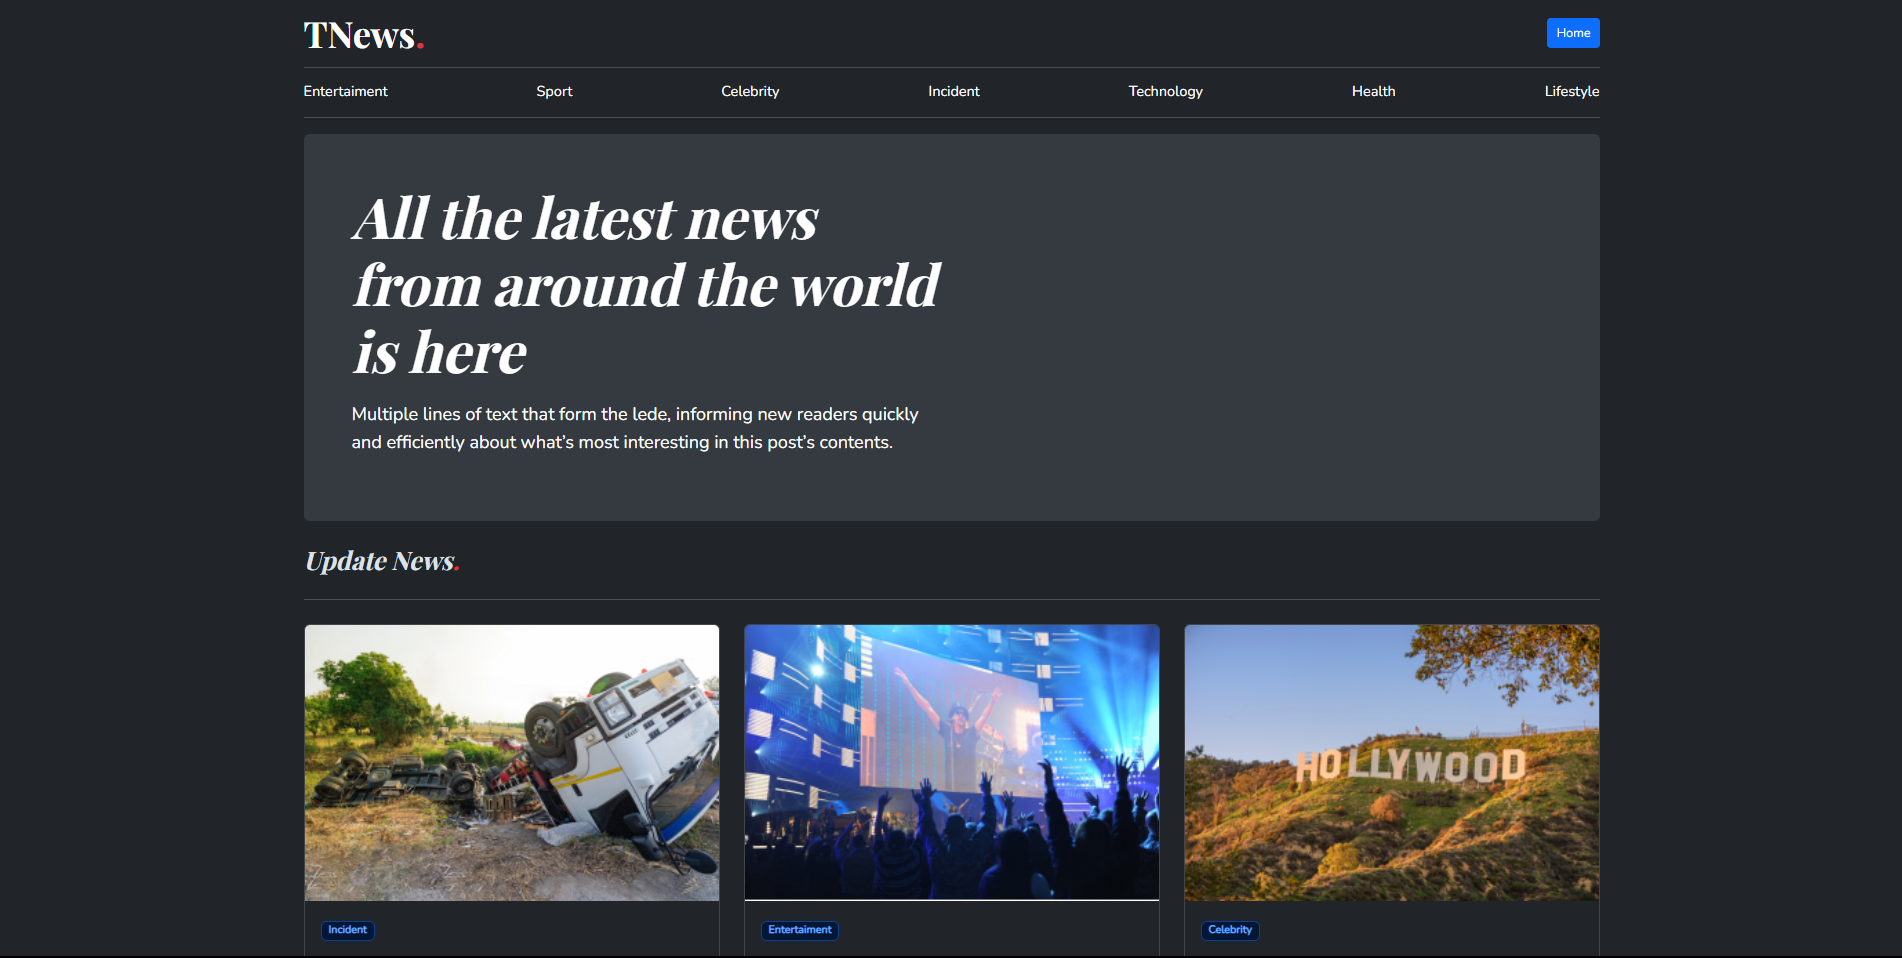 TNews.
Home
Entertaiment
Sport
Celebrity
Incident
Technology
Health
Lifestyle
All the latest news
from around the world
is here
Multiple lines of text that form the lede, informing new readers quickly
and efficiently about what’s most interesting in this post’s contents.
Update News.
HOLLYWOOD
Incident
Entertaiment
Celebrity